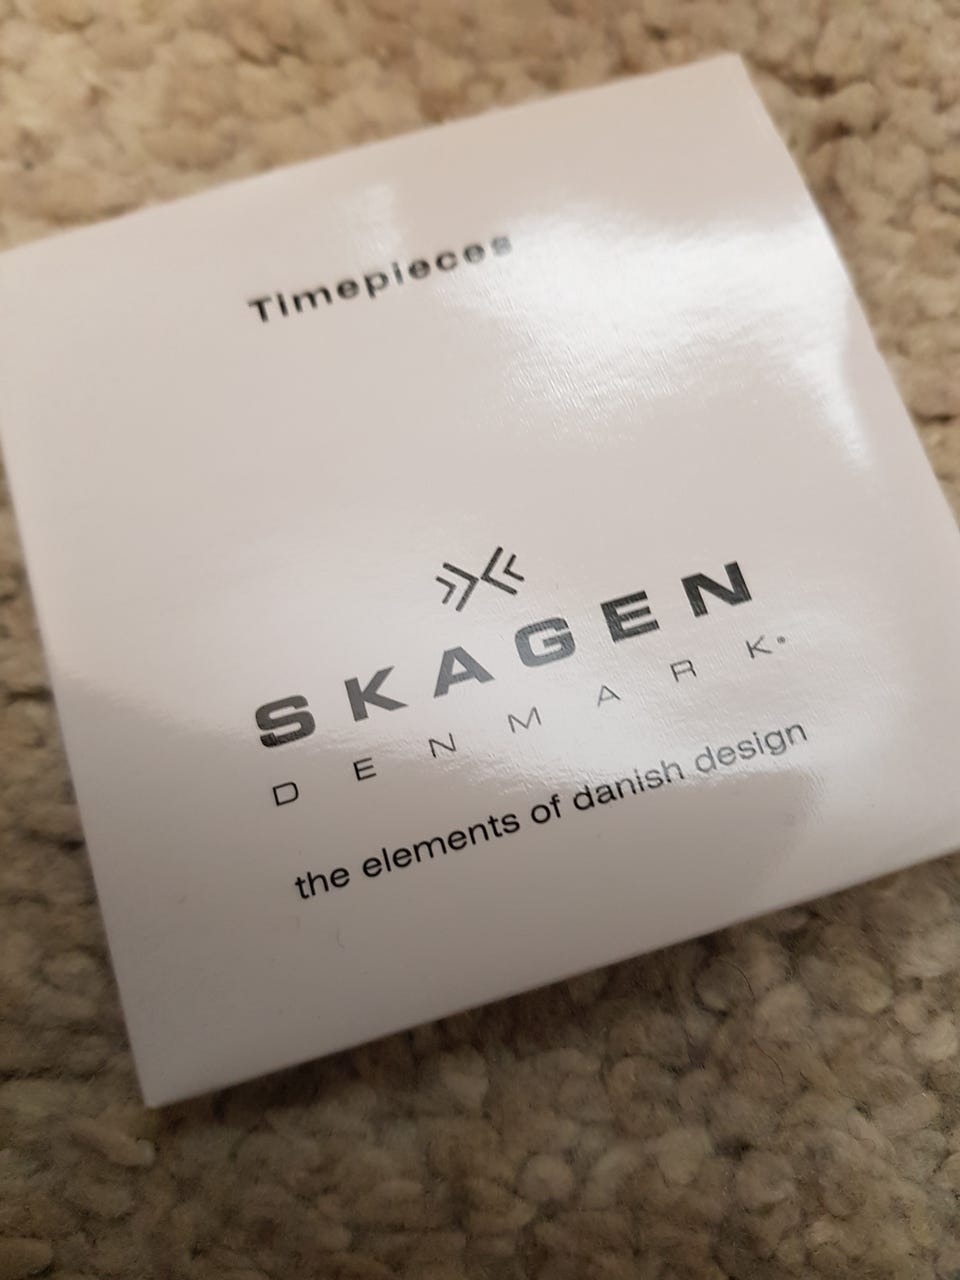 Timepieces
SKAGEN
DENMARK®
the elements of danish design